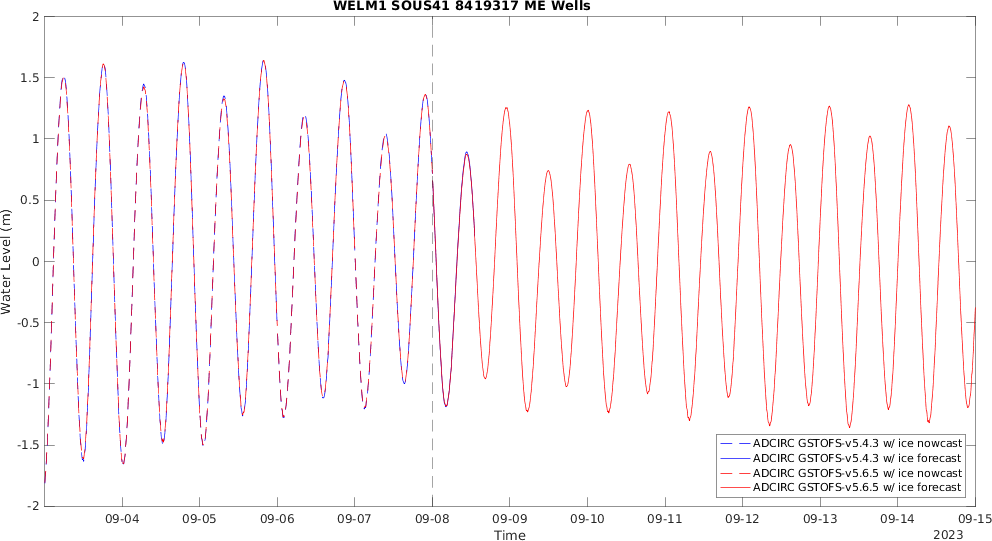 WELM1 SOUS41 8419317 ME Wells
2
1.5
1
0.5
0
-0.5
-1
-1.5
-2
Water Level (m)
ADCIRC GSTOFS-v5.4.3 w/ ice nowcast
ADCIRC GSTOFS-v5.4.3 w/ ice forecast
ADCIRC GSTOFS-v5.6.5 w/ ice nowcast
ADCIRC GSTOFS-v5.6.5 w/ ice forecast
09-04 09-05 09-06 09-07 09-08 09-09 09-10 09-11 09-12 09-13 09-14 09-15
Time
2023